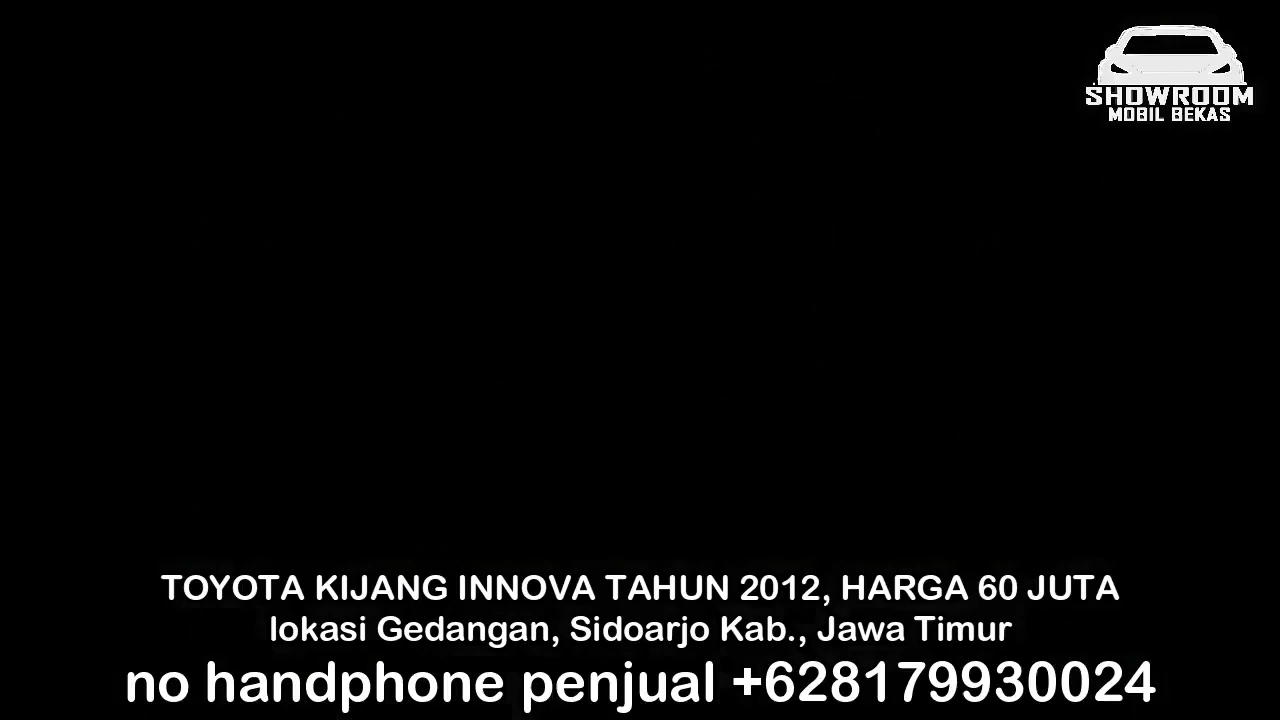 SHOWROOM
MOBIL BEKAS
TOYOTA KIJANG INNOVA TAHUN 2012, HARGA 60 JUTA
lokasi Gedangan, Sidoarjo Kab., Jawa Timur
no handphone penjual +628179930024